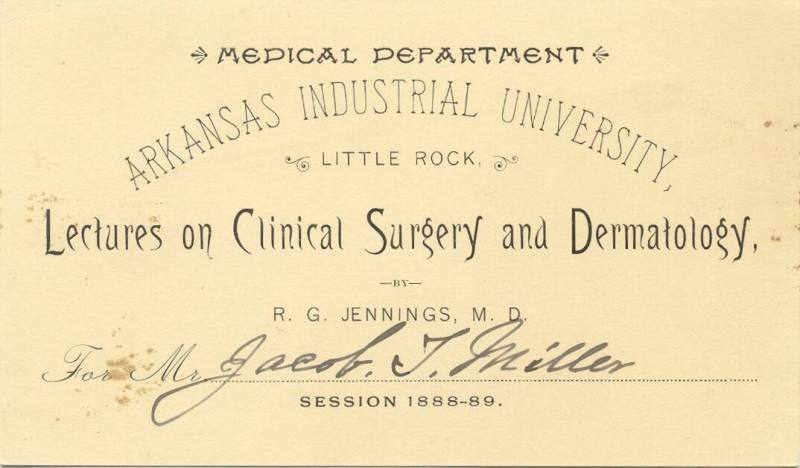 MEDICAL DEPARTMENT
ARKANSAS INDUSTRIAL UNIVERSITY,
LITTLE ROCK,
Lectures on Clinical Surgery and Dermatology,
—BY—
R. G. JENNINGS, M. D.
For Mr. Jacob. T. Miller
SESSION 1888-89.